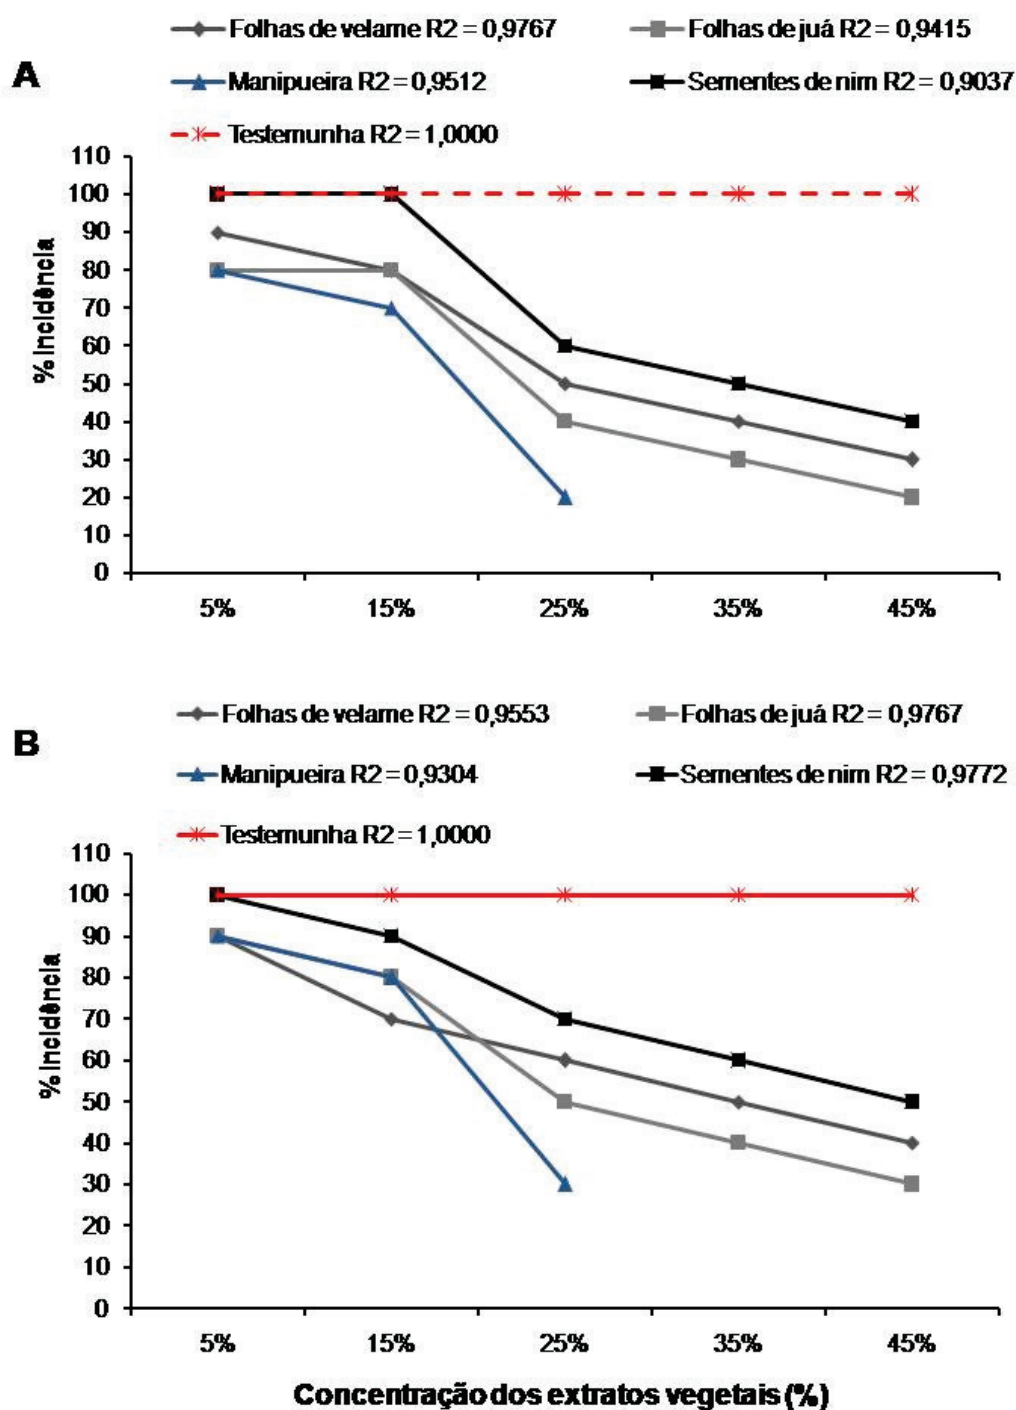 Folhas de velame R2 = 0,9767 Folhas de juá R2 = 0,9415
A
Manipueira R2 = 0,9512 Sementes de nim R2 = 0,9037
Testemunha R2 = 1,0000
110
100
90
80
70
60
50
40
30
20
10
0
% Incidência
5% 15% 25% 35% 45%
Folhas de velame R2 = 0,9553 Folhas de juá R2 = 0,9767
B
Manipueira R2 = 0,9304 Sementes de nim R2 = 0,9772
Testemunha R2 = 1,0000
110
100
90
80
70
60
50
40
30
20
10
0
% Incidência
5% 15% 25% 35% 45%
Concentração dos extratos vegetais (%)